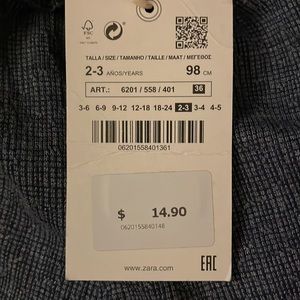 FSC
TALLA / SIZE / TAMANHO / TAILLE / MAAT / ΜΕΓΕΘΟΣ
2-3 AÑOS/YEARS 98 CM
ART.: 6201 / 558 / 401 36
3-6 6-9 9-12 12-18 18-24 2-3 3-4 4-5
06201558401361
$ 14.90
0620155840148
www.zara.com EAC